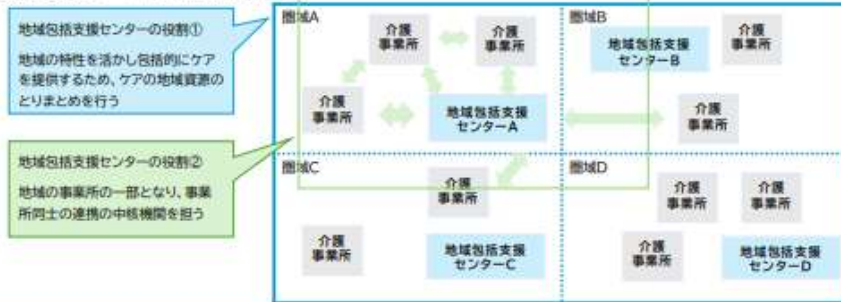 地域包括支援センターの役割①
地域の特性を活かし包括的にケア
を提供するため、ケアの地域資源の
とりまとめを行う
地域包括支援センターの役割②
地域の事業所の一部となり、事業
所同士の連携の中核機関を担う
圏域A
介護
事業所
介護
事業所
介護
事業所
地域包括支援
センターA
圏域B
地域包括支援
センターB
介護
事業所
介護
事業所
圏域C
介護
事業所
介護
事業所
地域包括支援
センターC
圏域D
介護
事業所
介護
事業所
介護
事業所
地域包括支援
センターD